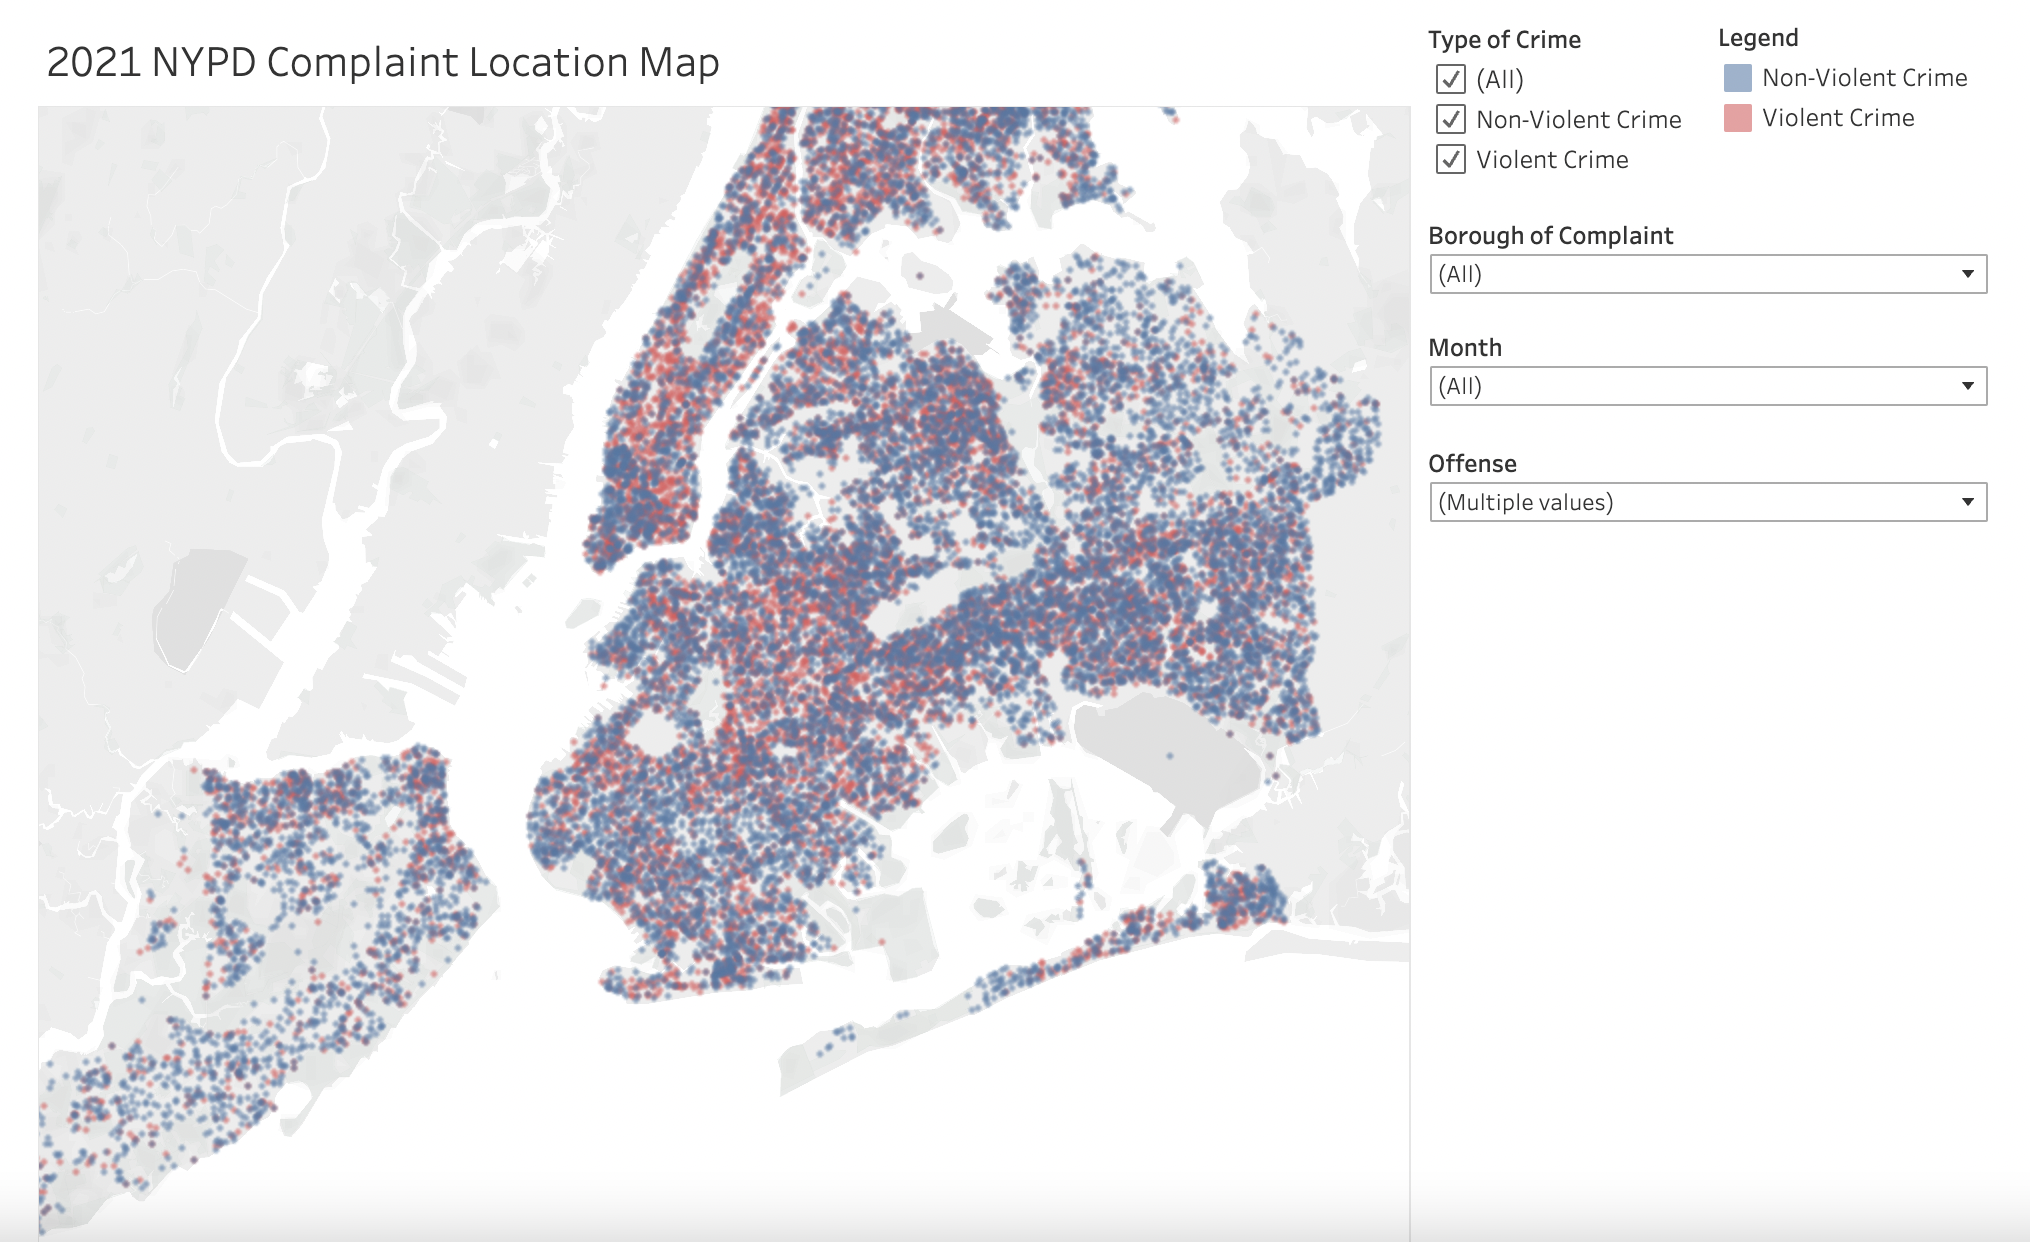 2021 NYPD Complaint Location Map
Type of Crime
(All)
Non-Violent Crime
Violent Crime
Legend
Non-Violent Crime
Violent Crime
Borough of Complaint
(All)
Month
(All)
Offense
(Multiple values)